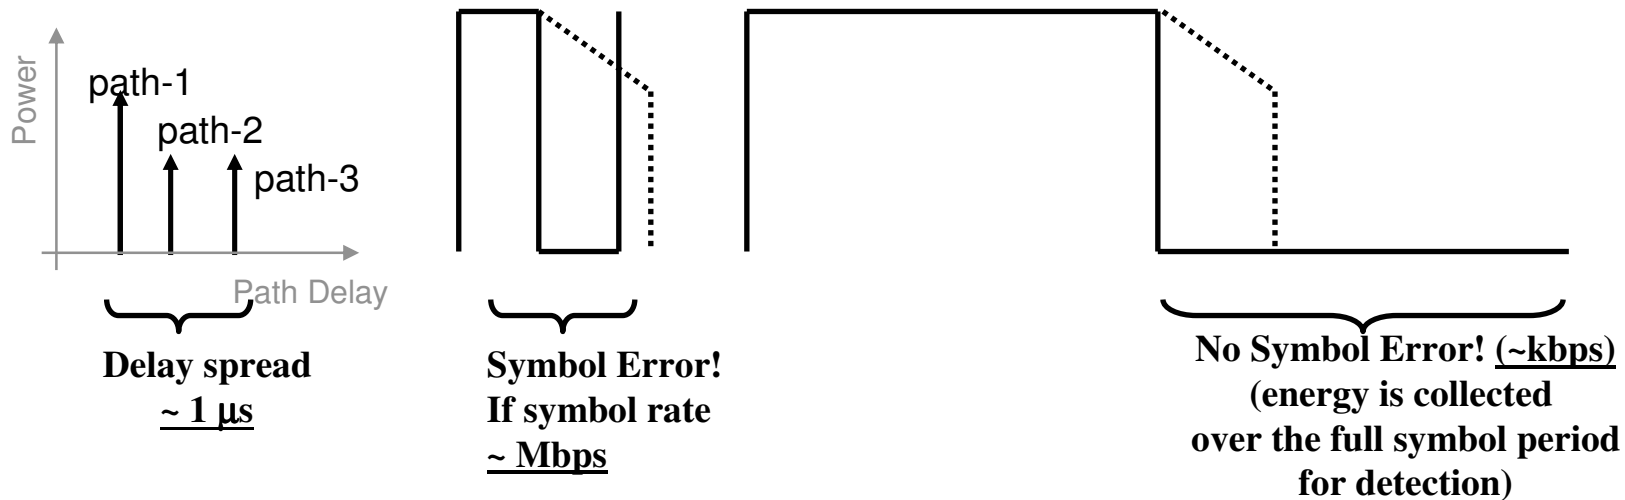 Power
path-1
path-2
path-3
Path Delay
Delay spread
~ 1 μs
Symbol Error!
If symbol rate
~ Mbps
No Symbol Error! (~kbps)
(energy is collected
over the full symbol period
for detection)